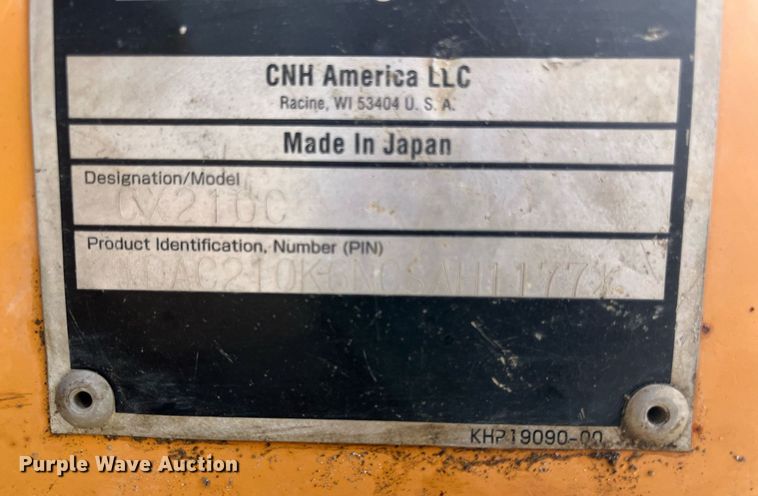 CNH America LLC
Racine, WI 53404 U. S. A.
Made In Japan
Designation/Model
CX210C
Product Identification, Number (PIN)
KHP19090-00
Purple Wave Auction